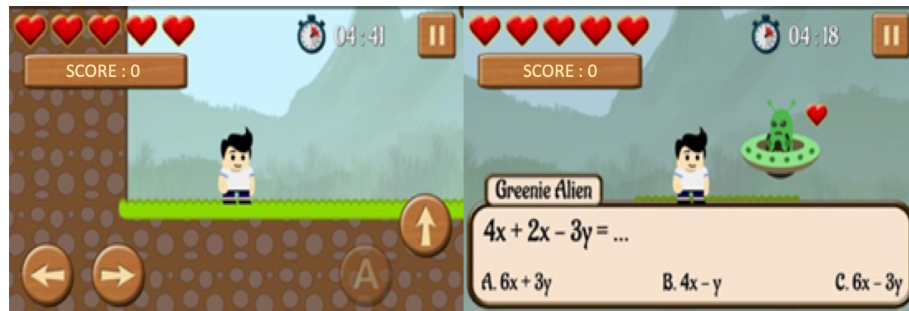 04:41
SCORE : 0
A
04:18
SCORE : 0
Greenie Alien
4x + 2x – 3y = ...
A. 6x + 3y B. 4x – y C. 6x – 3y